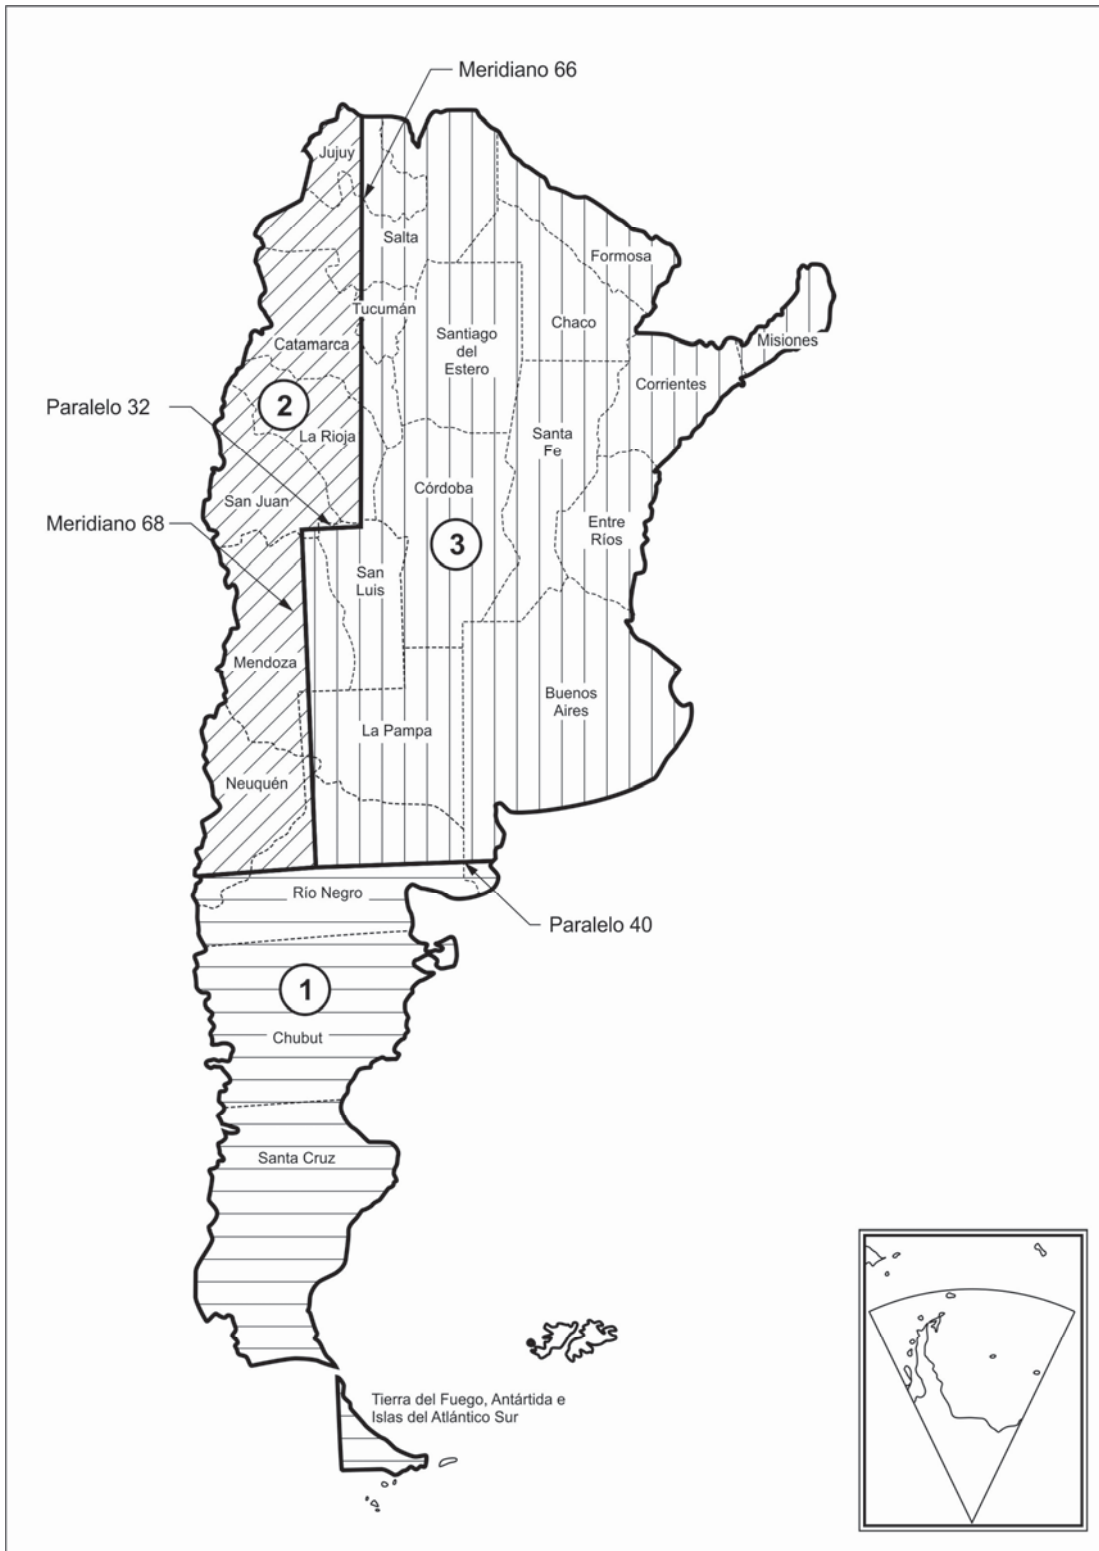 Meridiano 66
Jujuy
Salta
Formosa
Tucumán
Chaco
Santiago
del
Estero
Misiones
Catamarca
Corrientes
Paralelo 32
2
La Rioja
Santa
Fe
San Juan
Córdoba
Meridiano 68
Entre
Ríos
3
San
Luis
Mendoza
Buenos
Aires
La Pampa
Neuquén
Río Negro
Paralelo 40
1
Chubut
Santa Cruz
Tierra del Fuego, Antártida e
Islas del Atlántico Sur